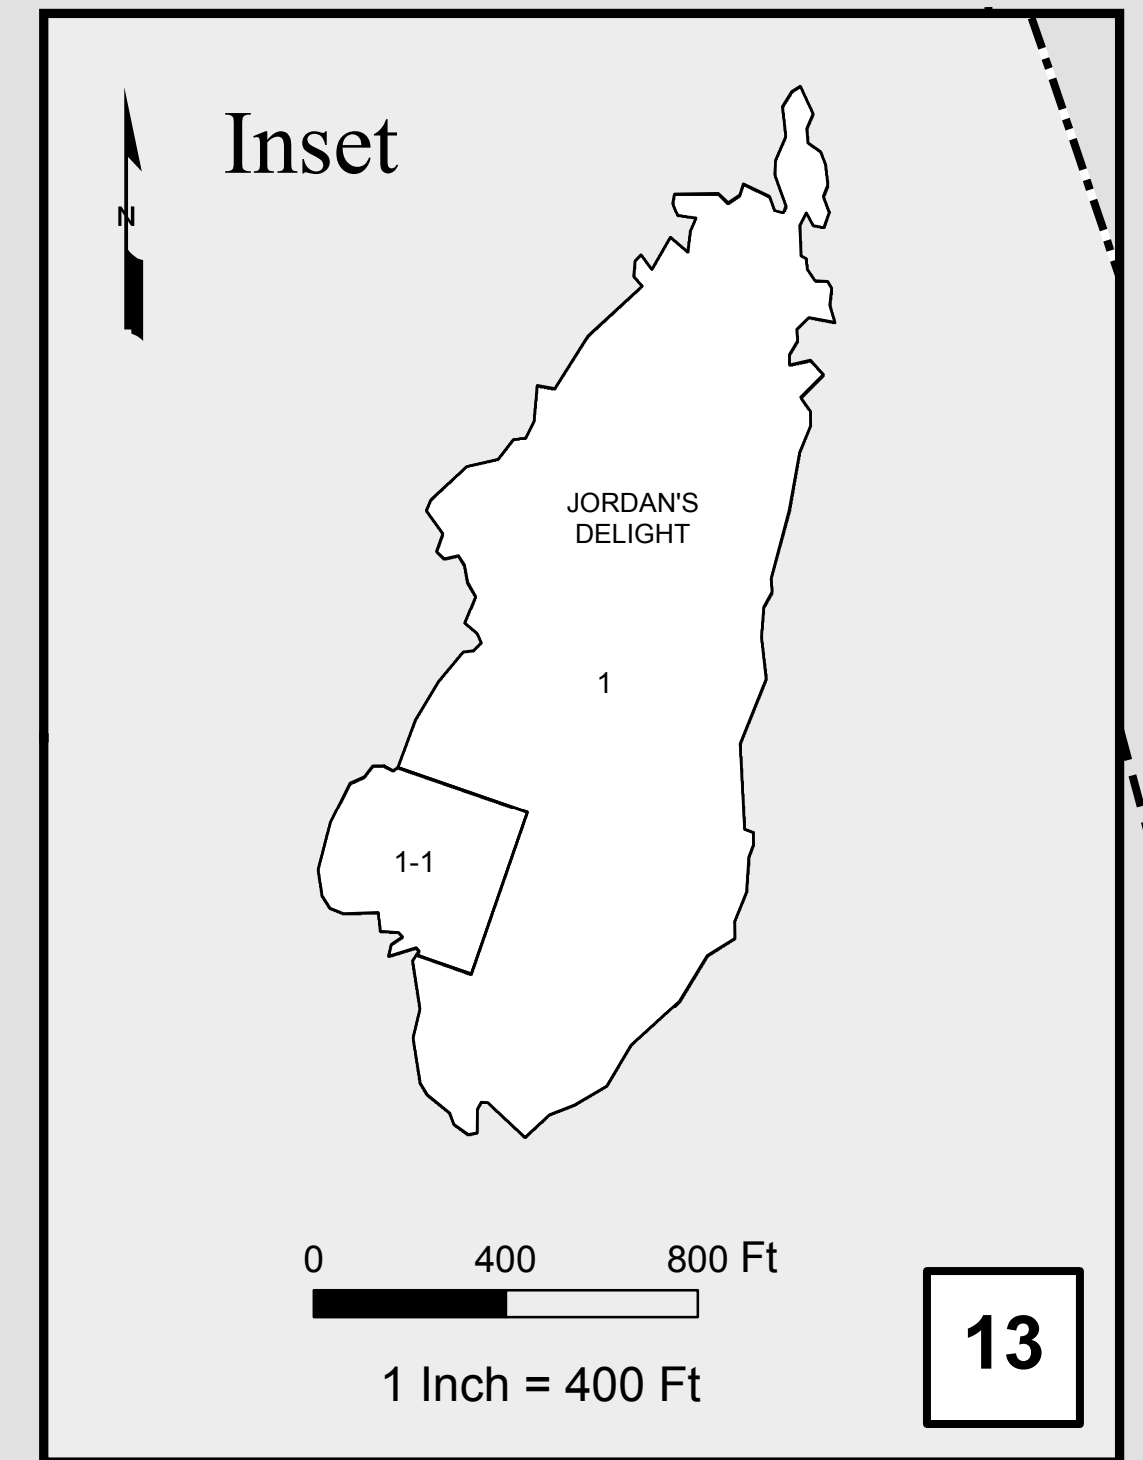 Inset
N
JORDAN'S
DELIGHT
1
1-1
0 400 800 Ft
1 Inch = 400 Ft
13